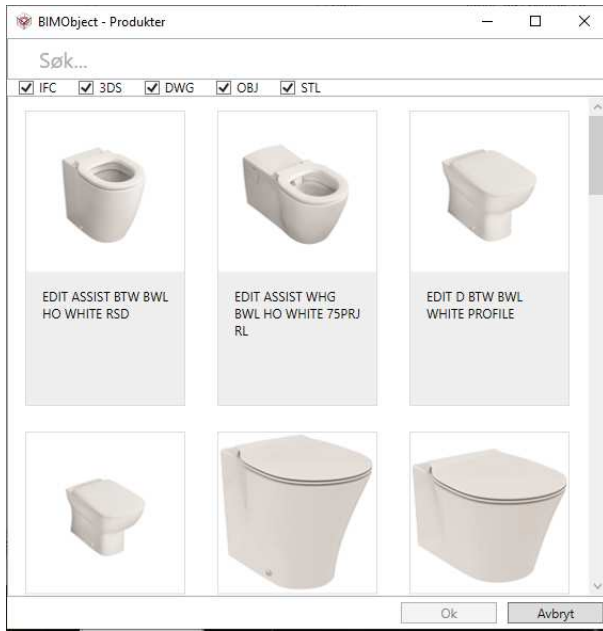 BIMObject - Produkter
Søk...
IFC 3DS DWG OBJ STL
EDIT ASSIST BTW BWL
HO WHITE RSD
EDIT ASSIST WHG
BWL HO WHITE 75PRJ
RL
EDIT D BTW BWL
WHITE PROFILE
Ok Avbryt